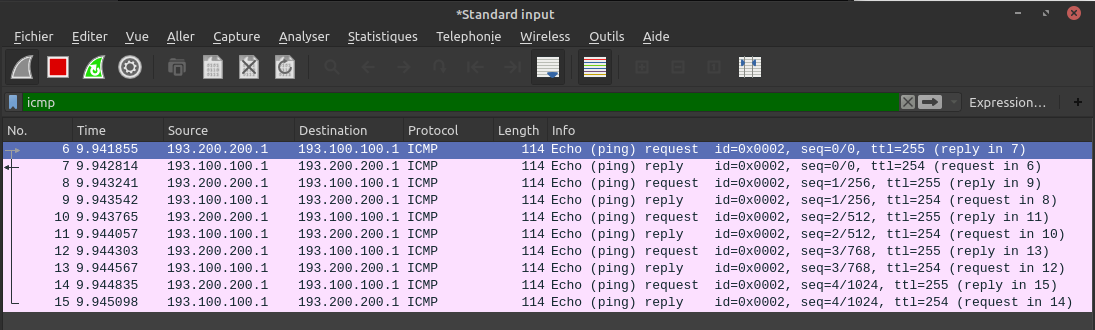 *Standard input
Fichier Editer Vue Aller Capture Analyser Statistiques Telephonie Wireless Outils Aide
icmp Expression… +
No. Time Source Destination Protocol Length Info
6 9.941855 193.200.200.1 193.100.100.1 ICMP 114 Echo (ping) request id=0x0002, seq=0/0, ttl=255 (reply in 7)
7 9.942814 193.200.200.1 193.100.100.1 ICMP 114 Echo (ping) reply id=0x0002, seq=0/0, ttl=254 (request in 6)
8 9.943241 193.100.100.1 193.200.200.1 ICMP 114 Echo (ping) request id=0x0002, seq=1/256, ttl=255 (reply in 9)
9 9.943542 193.200.200.1 193.100.100.1 ICMP 114 Echo (ping) reply id=0x0002, seq=1/256, ttl=254 (request in 8)
10 9.943765 193.100.100.1 193.200.200.1 ICMP 114 Echo (ping) request id=0x0002, seq=2/512, ttl=255 (reply in 11)
11 9.944057 193.200.200.1 193.100.100.1 ICMP 114 Echo (ping) reply id=0x0002, seq=2/512, ttl=254 (request in 10)
12 9.944303 193.200.200.1 193.100.100.1 ICMP 114 Echo (ping) request id=0x0002, seq=3/768, ttl=255 (reply in 13)
13 9.944567 193.100.100.1 193.200.200.1 ICMP 114 Echo (ping) reply id=0x0002, seq=3/768, ttl=254 (request in 12)
14 9.944835 193.100.100.1 193.200.200.1 ICMP 114 Echo (ping) request id=0x0002, seq=4/1024, ttl=255 (reply in 15)
15 9.945098 193.100.100.1 193.200.200.1 ICMP 114 Echo (ping) reply id=0x0002, seq=4/1024, ttl=254 (request in 14)